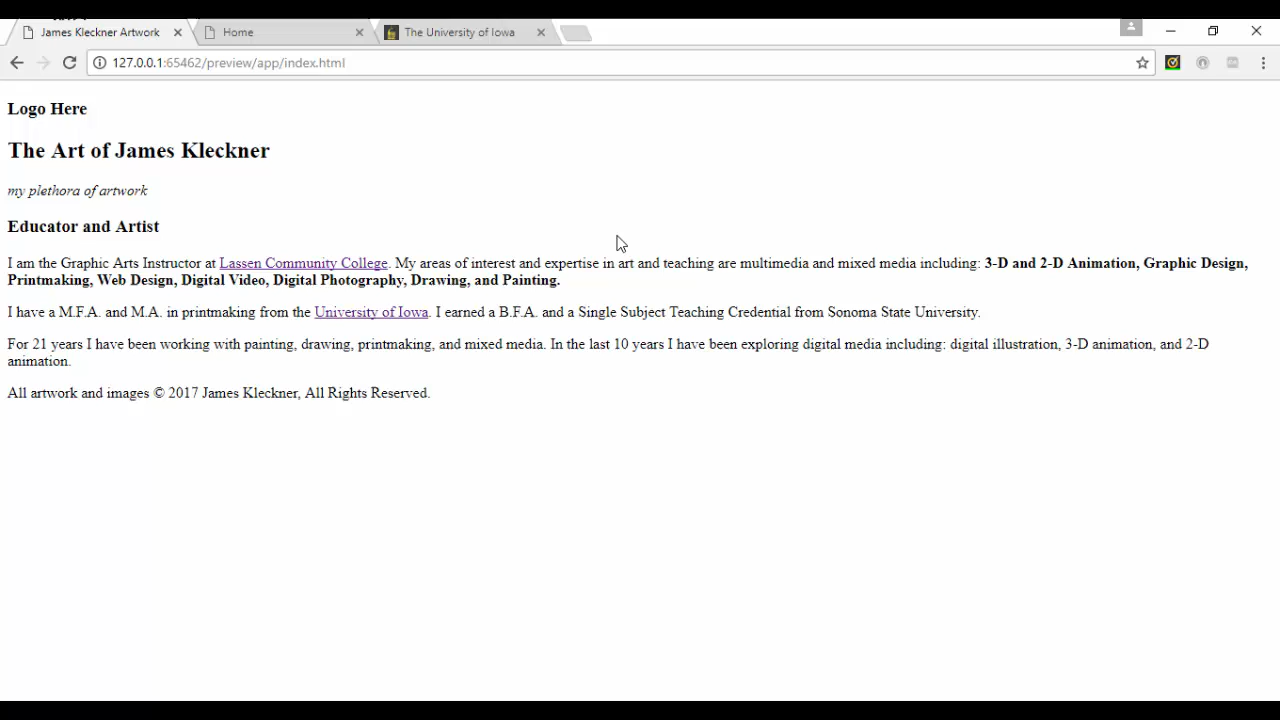 James Kleckner Artwork
Home
The University of Iowa
127.0.0.1:65462/preview/app/index.html
Logo Here
The Art of James Kleckner
my plethora of artwork
Educator and Artist
I am the Graphic Arts Instructor at Lassen Community College. My areas of interest and expertise in art and teaching are multimedia and mixed media including: 3-D and 2-D Animation, Graphic Design,
Printmaking, Web Design, Digital Video, Digital Photography, Drawing, and Painting.
I have a M.F.A. and M.A. in printmaking from the University of Iowa. I earned a B.F.A. and a Single Subject Teaching Credential from Sonoma State University.
For 21 years I have been working with painting, drawing, printmaking, and mixed media. In the last 10 years I have been exploring digital media including: digital illustration, 3-D animation, and 2-D
animation.
All artwork and images © 2017 James Kleckner, All Rights Reserved.